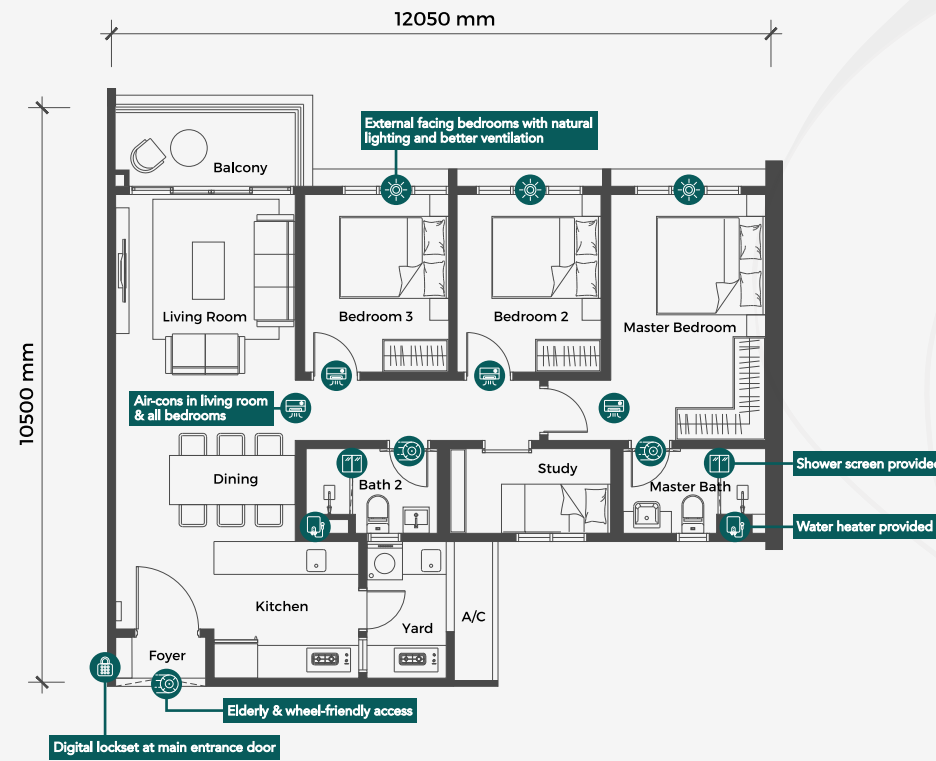 12050 mm
10500 mm
External facing bedrooms with natural
lighting and better ventilation
Balcony
Living Room
Bedroom 3
Bedroom 2
Master Bedroom
Air-cons in living room
& all bedrooms
Dining
Bath 2
Study
Master Bath
Shower screen provided
Water heater provided
Kitchen
Yard
A/C
Foyer
Elderly & wheel-friendly access
Digital lockset at main entrance door